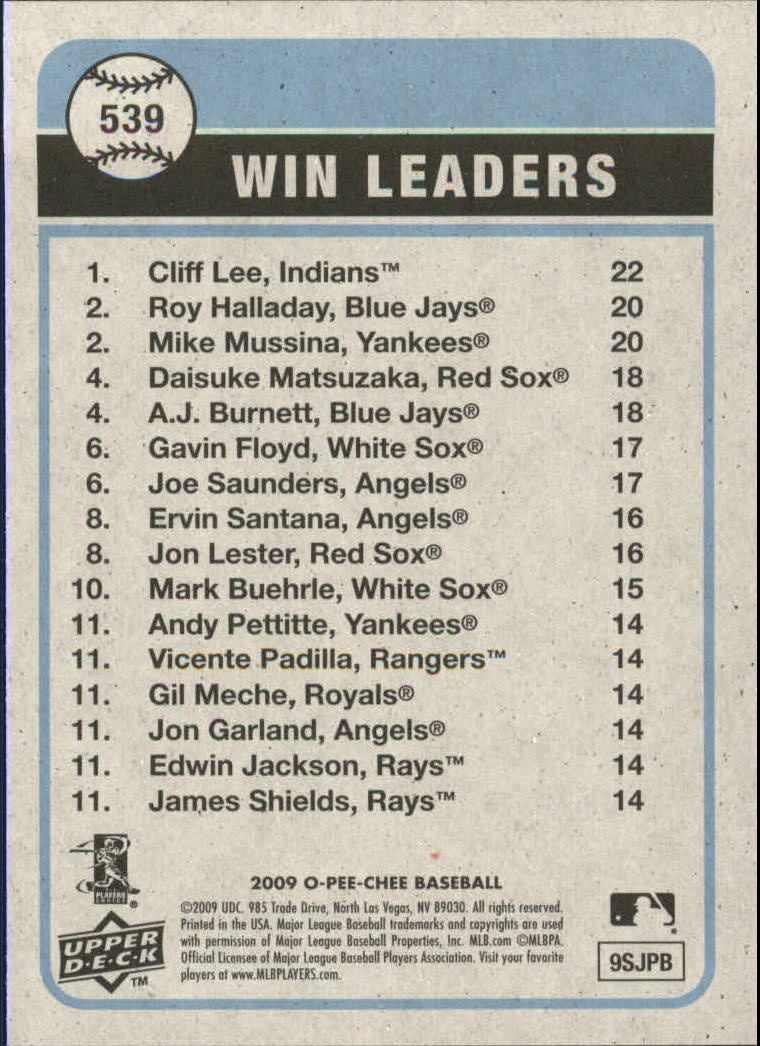 539
WIN LEADERS
1. Cliff Lee, Indians™ 22
2. Roy Halladay, Blue Jays® 20
2. Mike Mussina, Yankees® 20
4. Daisuke Matsuzaka, Red Sox® 18
4. A.J. Burnett, Blue Jays® 18
6. Gavin Floyd, White Sox® 17
6. Joe Saunders, Angels® 17
8. Ervin Santana, Angels® 16
8. Jon Lester, Red Sox® 16
10. Mark Buehrle, White Sox® 15
11. Andy Pettitte, Yankees® 14
11. Vicente Padilla, Rangers™ 14
11. Gil Meche, Royals® 14
11. Jon Garland, Angels® 14
11. Edwin Jackson, Rays™ 14
11. James Shields, Rays™ 14
PLAYERS
CHOICE ®
UPPER
D·E·C·K
™
2009 O-PEE-CHEE BASEBALL
©2009 UDC. 985 Trade Drive, North Las Vegas, NV 89030. All rights reserved.
Printed in the USA. Major League Baseball trademarks and copyrights are used
with permission of Major League Baseball Properties, Inc. MLB.com ©MLBPA.
Official Licensee of Major League Baseball Players Association. Visit your favorite
players at www.MLBPLAYERS.com.
®
9SJPB